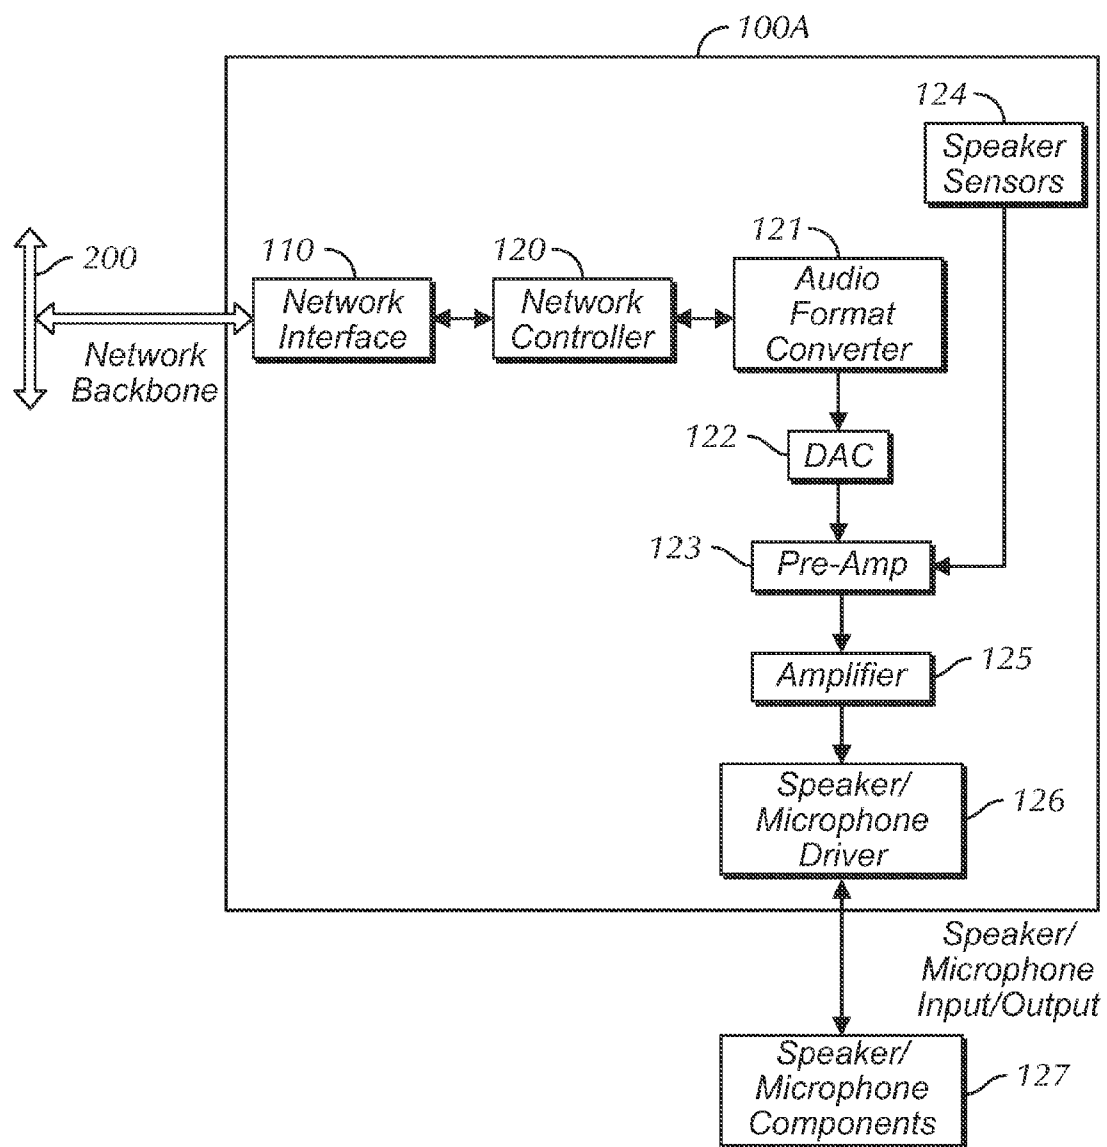 100A
124
Speaker
Sensors
200
110
Network
Interface
120
Network
Controller
121
Audio
Format
Converter
Network
Backbone
122
DAC
123
Pre-Amp
Amplifier
125
Speaker/
Microphone
Driver
126
Speaker/
Microphone
Input/Output
Speaker/
Microphone
Components
127